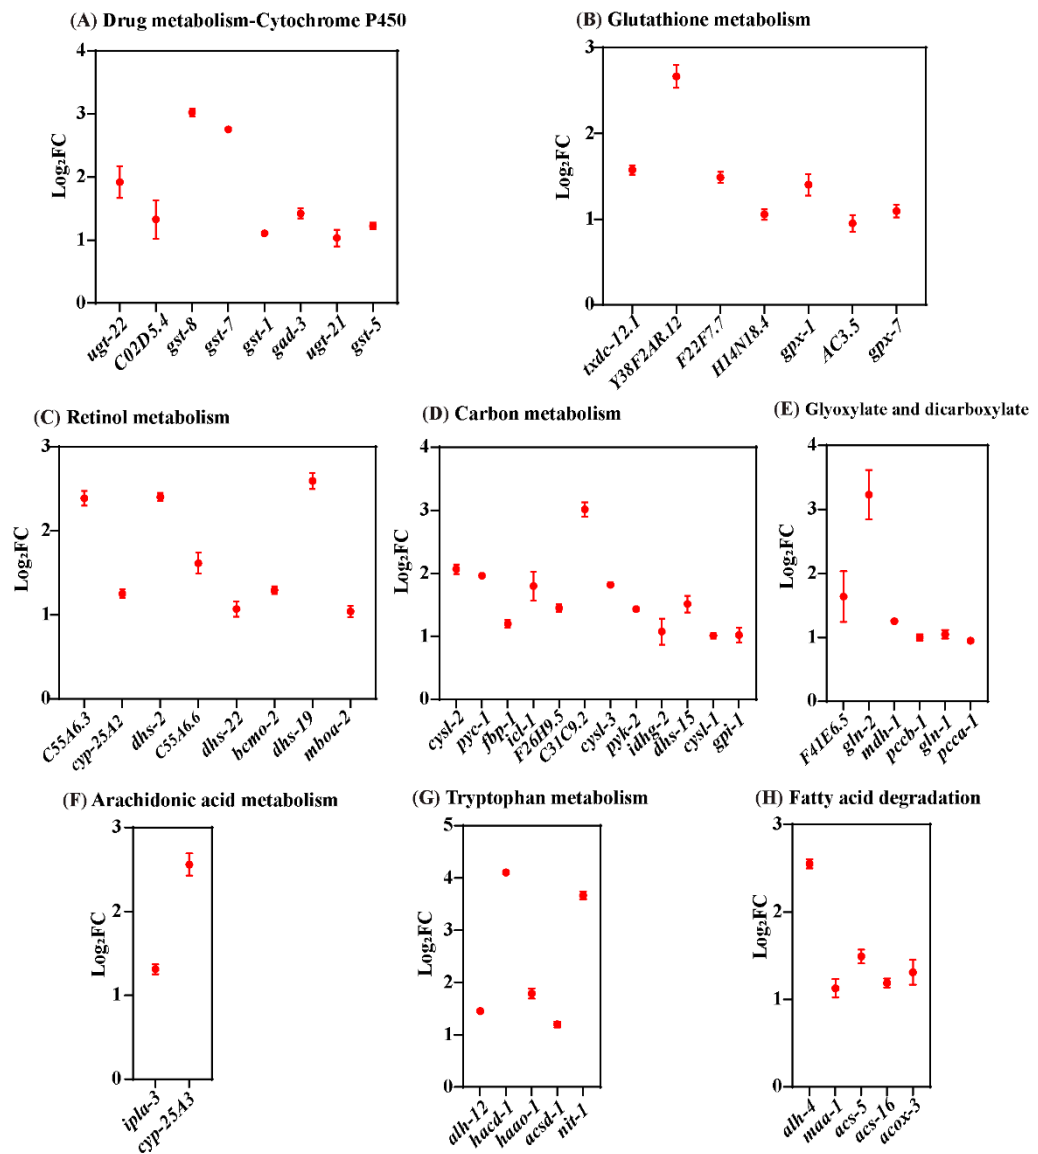 (A) Drug metabolism-Cytochrome P450
Log₂FC
4
3
2
1
0
ugt-22
C02D5.4
gst-8
gst-7
gst-1
gad-3
ugt-21
gst-5
(B) Glutathione metabolism
Log₂FC
3
2
1
0
txdc-12.1
Y38F2AR.12
F22F7.7
H14N18.4
gpx-1
AC3.5
gpx-7
(C) Retinol metabolism
Log₂FC
3
2
1
0
C55A6.3
cyp-25A2
dhs-2
C55A6.6
dhs-22
bcmo-2
dhs-19
mboa-2
(D) Carbon metabolism
Log₂FC
4
3
2
1
0
cysl-2
pyc-1
fbp-1
icl-1
F26H9.5
C31C9.2
cysl-3
pyk-2
idhg-2
dhs-15
cysl-1
gpi-1
(E) Glyoxylate and dicarboxylate
Log₂FC
4
3
2
1
0
F41E6.5
gln-2
mdh-1
pccb-1
gln-1
pcca-1
(F) Arachidonic acid metabolism
Log₂FC
3
2
1
0
ipla-3
cyp-25A3
(G) Tryptophan metabolism
Log₂FC
5
4
3
2
1
0
alh-12
hacd-1
haao-1
acsd-1
nit-1
(H) Fatty acid degradation
Log₂FC
3
2
1
0
alh-4
maa-1
acs-5
acs-16
acox-3